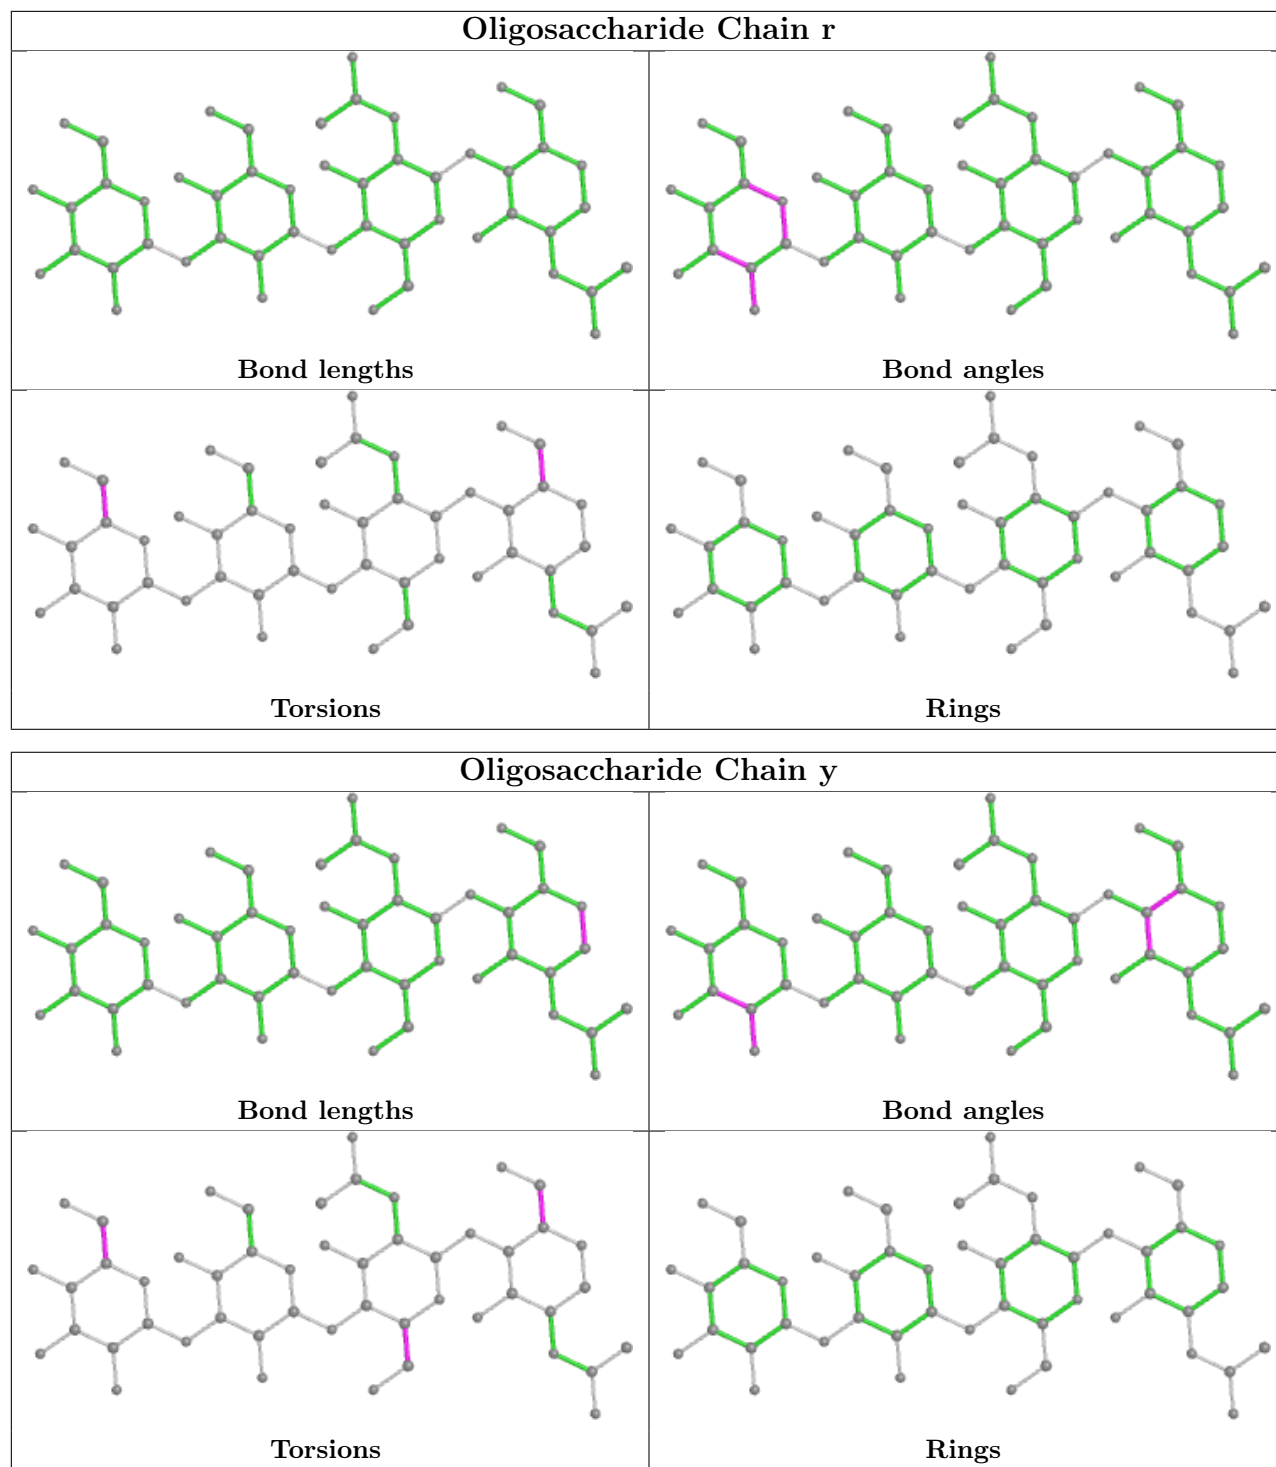 Oligosaccharide Chain r
Bond lengths
Bond angles
Torsions
Rings
Oligosaccharide Chain y
Bond lengths
Bond angles
Torsions
Rings